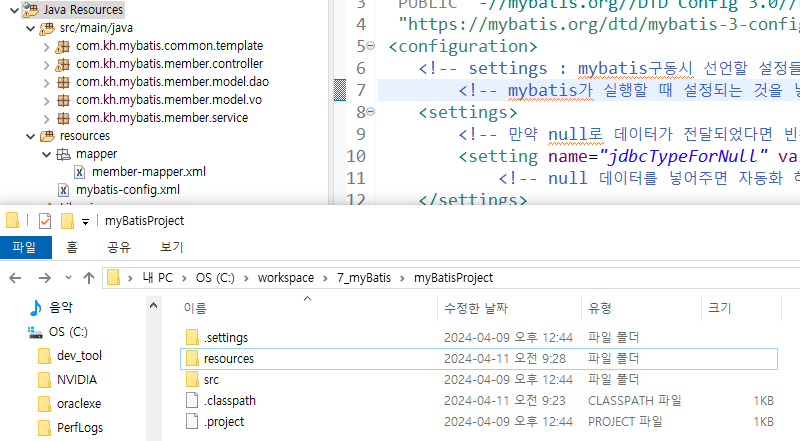 Java Resources
src/main/java
com.kh.mybatis.common.template
com.kh.mybatis.member.controller
com.kh.mybatis.member.model.dao
com.kh.mybatis.member.model.vo
com.kh.mybatis.member.service
resources
mapper
member-mapper.xml
mybatis-config.xml
3 PUBLIC "-//mybatis.org//DTD Config 3.0//
4 "https://mybatis.org/dtd/mybatis-3-config
5 <configuration>
6 <!-- settings : mybatis구동시 선언할 설정들
7 <!-- mybatis가 실행할 때 설정되는 것을
8 <settings>
9 <!-- 만약 null로 데이터가 전달되었다면
10 <setting name="jdbcTypeForNull"
11 <!-- null 데이터를 넣어주면 자동화
12 </settings>
myBatisProject
파일 홈 공유 보기
내 PC > OS (C:) > workspace > 7_myBatis > myBatisProject
음악
OS (C:)
dev_tool
NVIDIA
oraclexe
PerfLogs
이름 수정한 날짜 유형 크기
.settings 2024-04-09 오후 12:44 파일 폴더
resources 2024-04-11 오전 9:28 파일 폴더
src 2024-04-09 오후 12:44 파일 폴더
.classpath 2024-04-11 오전 9:23 CLASSPATH 파일 1KB
.project 2024-04-09 오후 12:44 PROJECT 파일 1KB